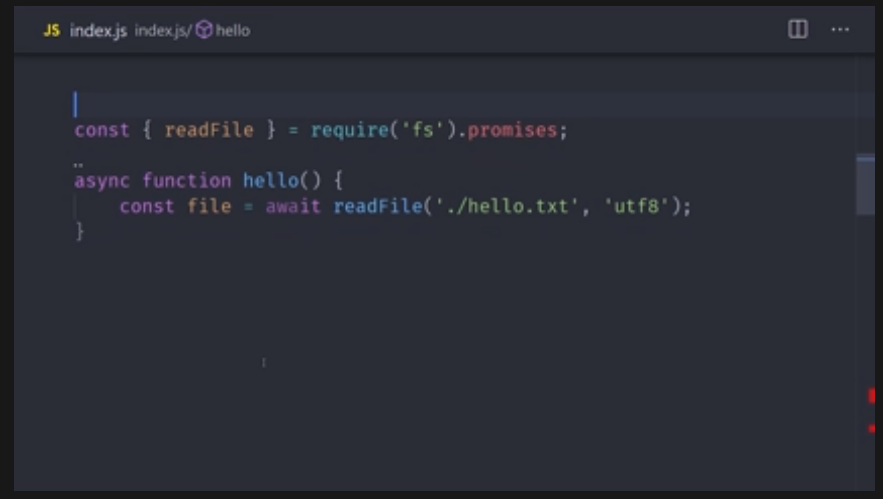 JS index.js index.js/ hello
const { readFile } = require('fs').promises;
async function hello() {
const file = await readFile('./hello.txt', 'utf8');
}